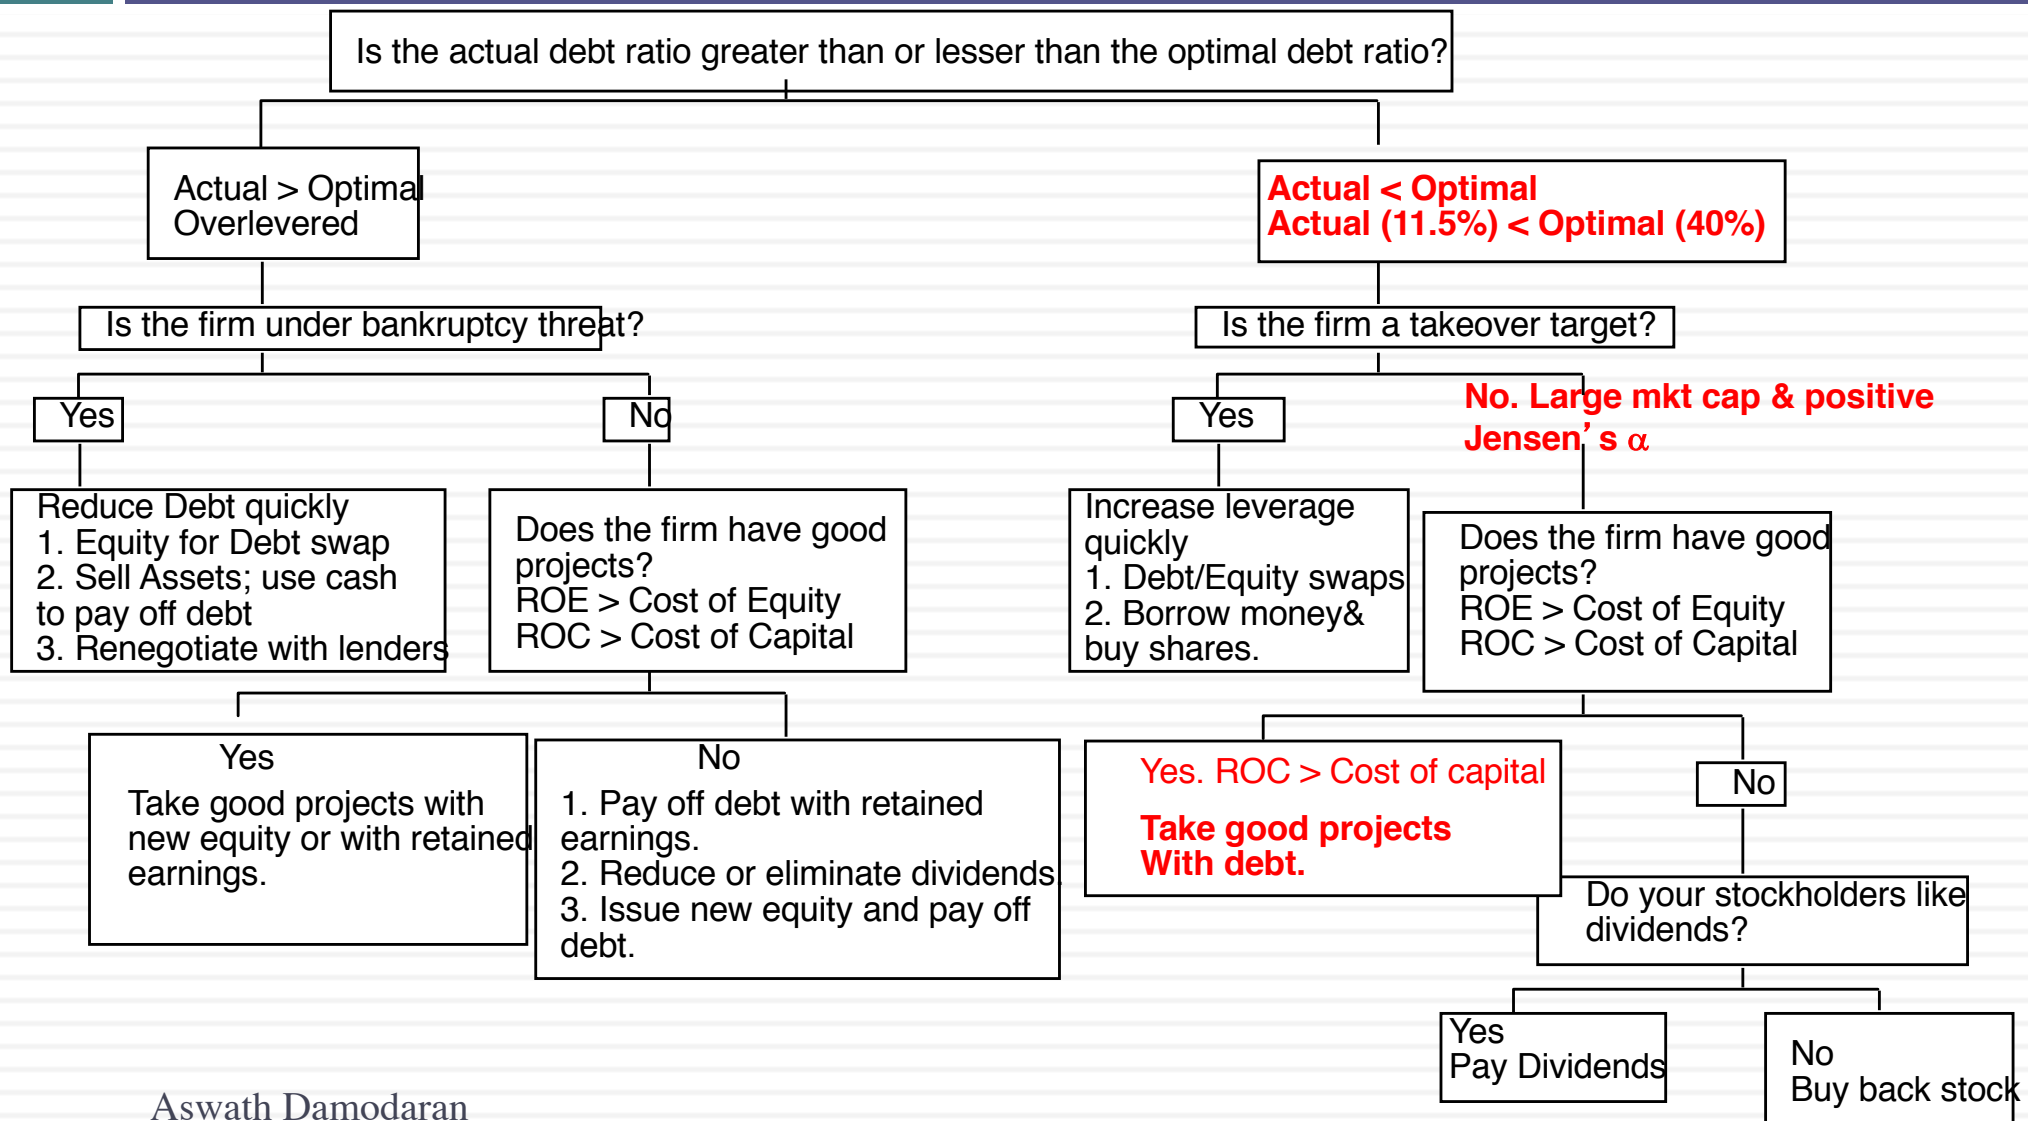 Is the actual debt ratio greater than or lesser than the optimal debt ratio?
Actual > Optimal
Overlevered
Actual < Optimal
Actual (11.5%) < Optimal (40%)
Is the firm under bankruptcy threat?
Is the firm a takeover target?
Yes
No
Yes
No. Large mkt cap & positive
Jensen’s α
Reduce Debt quickly
1. Equity for Debt swap
2. Sell Assets; use cash
to pay off debt
3. Renegotiate with lenders
Does the firm have good
projects?
ROE > Cost of Equity
ROC > Cost of Capital
Increase leverage
quickly
1. Debt/Equity swaps
2. Borrow money&
buy shares.
Does the firm have good
projects?
ROE > Cost of Equity
ROC > Cost of Capital
Yes
Take good projects with
new equity or with retained
earnings.
No
1. Pay off debt with retained
earnings.
2. Reduce or eliminate dividends.
3. Issue new equity and pay off
debt.
Yes. ROC > Cost of capital
Take good projects
With debt.
No
Do your stockholders like
dividends?
Yes
Pay Dividends
No
Buy back stock
Aswath Damodaran